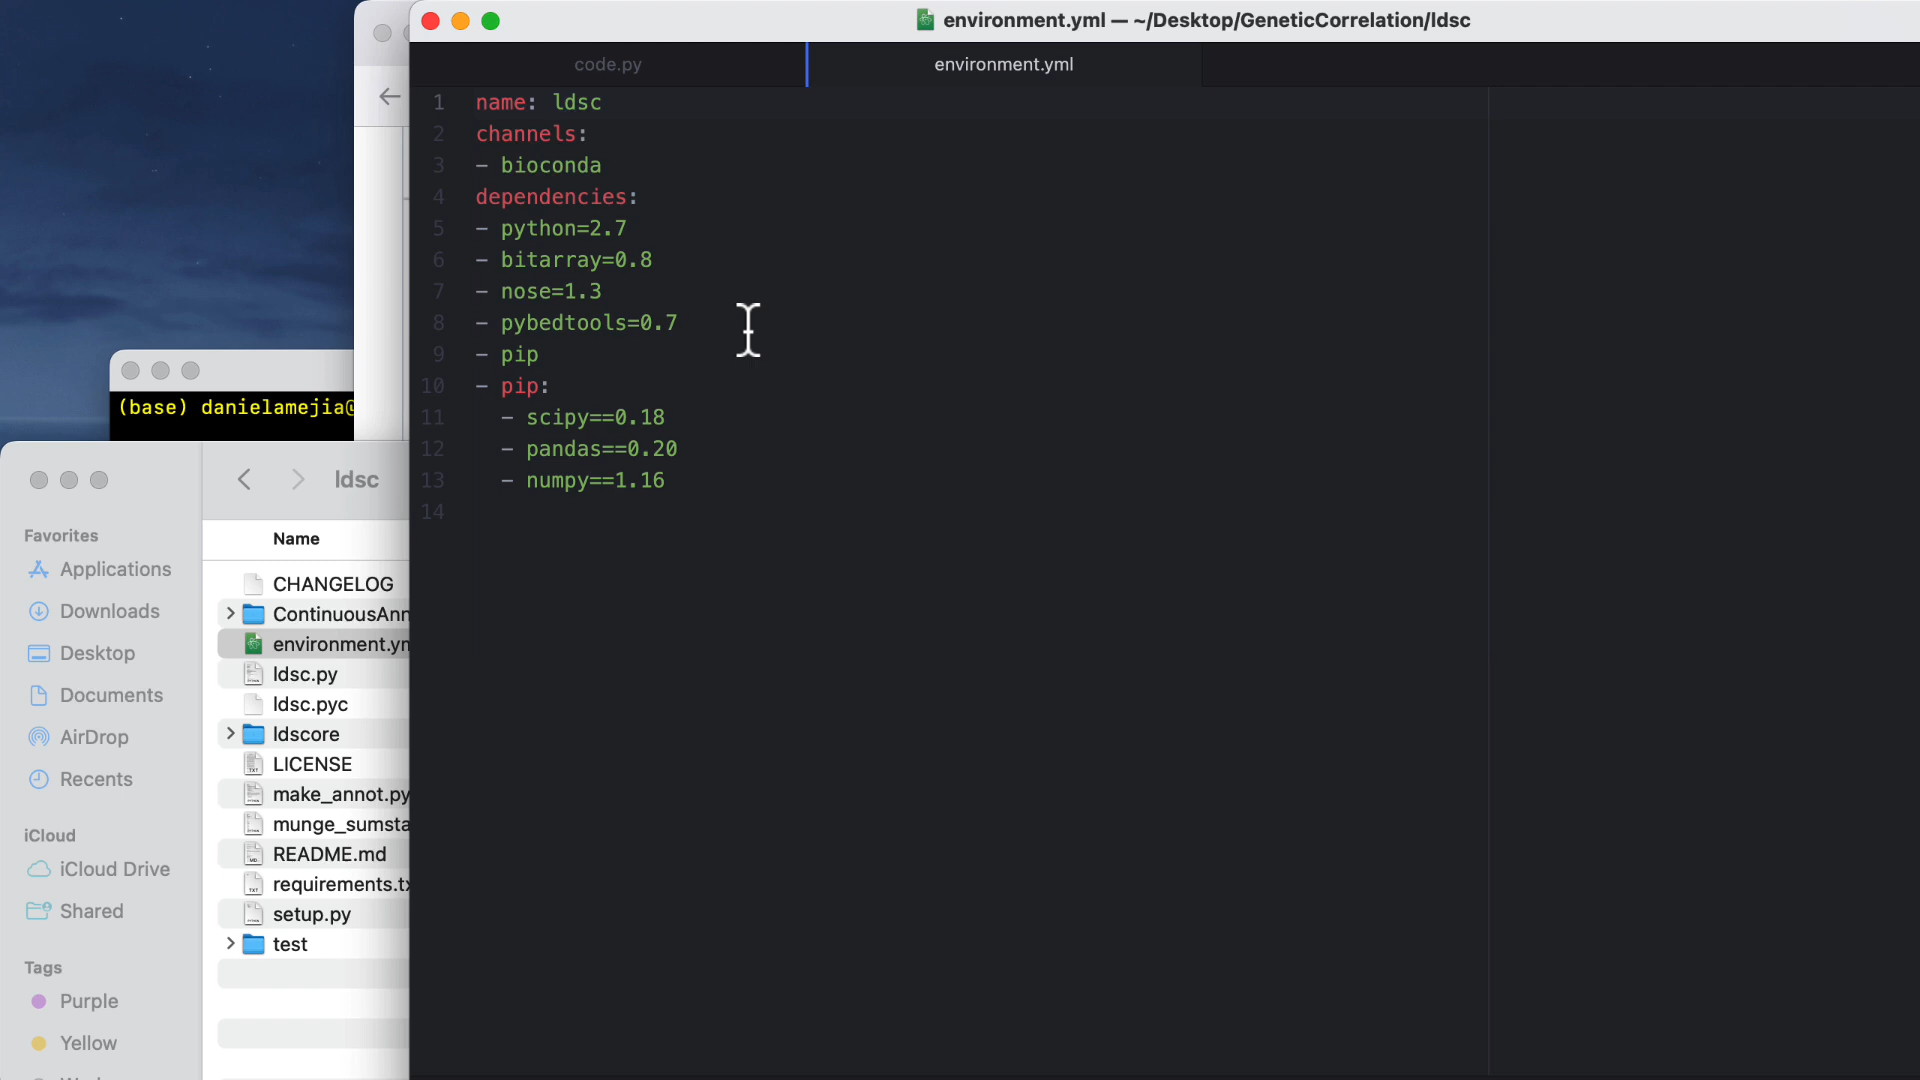 environment.yml — ~/Desktop/GeneticCorrelation/ldsc
code.py
environment.yml
1 name: ldsc
2 channels:
3 - bioconda
4 dependencies:
5 - python=2.7
6 - bitarray=0.8
7 - nose=1.3
8 - pybedtools=0.7
9 - pip
10 - pip:
11 - scipy==0.18
12 - pandas==0.20
13 - numpy==1.16
14
(base) danielamejia@
ldsc
Favorites
Applications
Downloads
Desktop
Documents
AirDrop
Recents
iCloud
iCloud Drive
Shared
Tags
Purple
Yellow
Name
CHANGELOG
ContinuousAnn
environment.ym
ldsc.py
ldsc.pyc
ldscore
LICENSE
make_annot.py
munge_sumsta
README.md
requirements.tx
setup.py
test